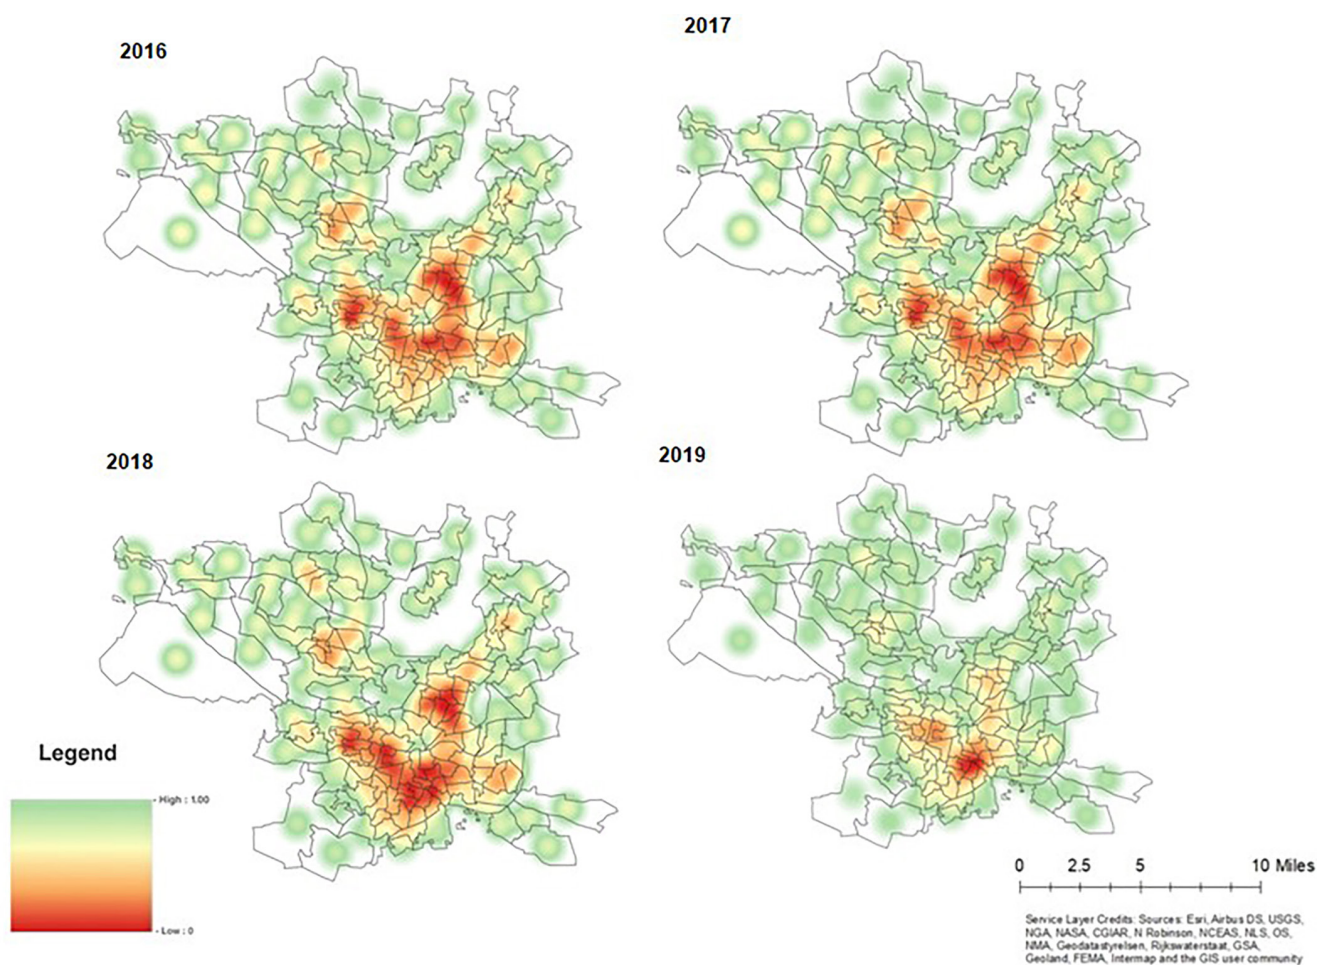 2016
2017
2018
2019
Legend
High : 1.00
Low : 0
0 2.5 5 10 Miles
Service Layer Credits: Sources: Esri, Airbus DS, USGS,
NGA, NASA, CGIAR, N Robinson, NCEAS, NLS, OS,
NMA, Geodatastyrelsen, Rijkswaterstaat, GSA,
Geoland, FEMA, Intermap and the GIS user community